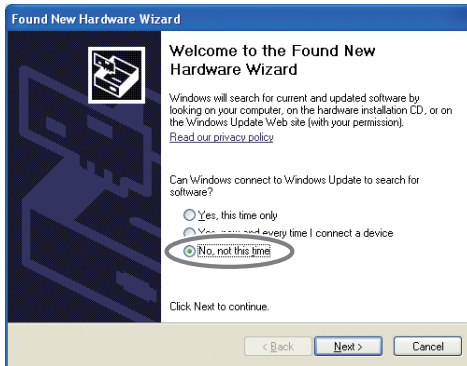 Found New Hardware Wizard
Welcome to the Found New
Hardware Wizard
Windows will search for current and updated software by
looking on your computer, on the hardware installation CD, or on
the Windows Update Web site (with your permission).
Read our privacy policy
Can Windows connect to Windows Update to search for
software?
Yes, this time only
Yes, now and every time I connect a device
No, not this time
Click Next to continue.
< Back
Next >
Cancel